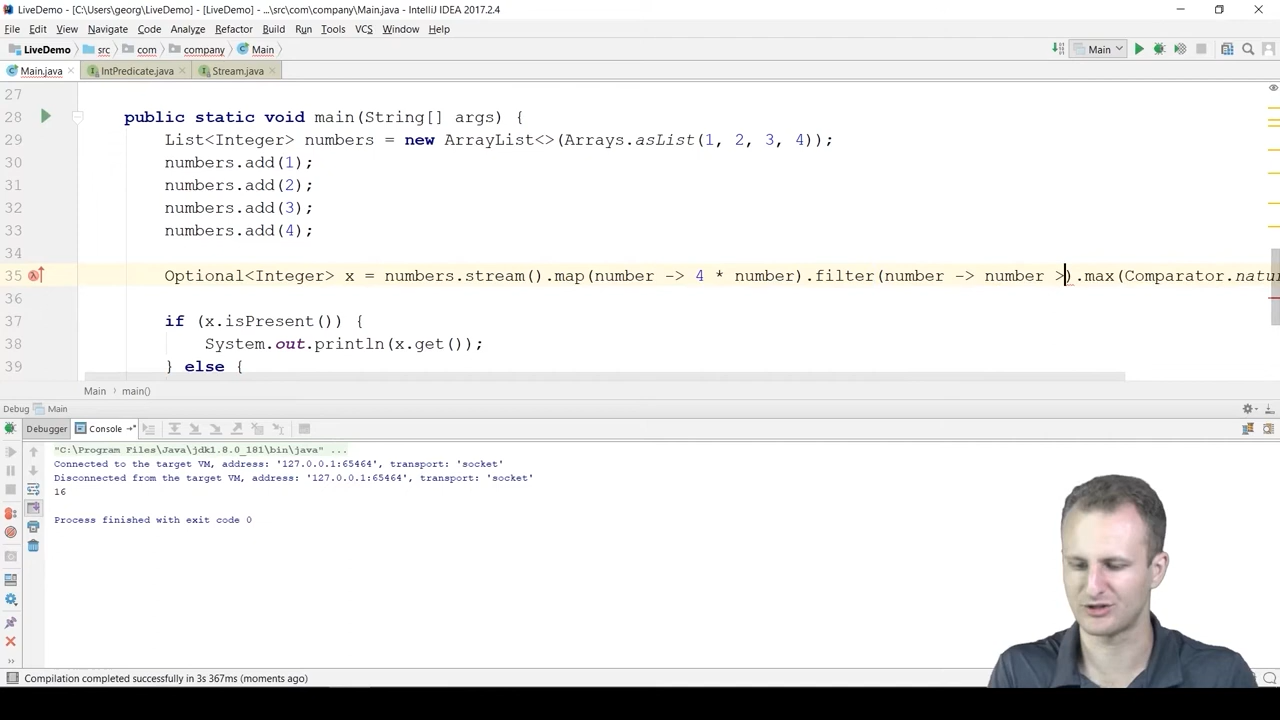 LiveDemo - [C:\Users\georg\LiveDemo] - [LiveDemo] - ...\src\com\company\Main.java - IntelliJ IDEA 2017.2.4
File Edit View Navigate Code Analyze Refactor Build Run Tools VCS Window Help
LiveDemo src com company Main Main
Main.java IntPredicate.java Stream.java
27
28 public static void main(String[] args) {
29 List<Integer> numbers = new ArrayList<>(Arrays.asList(1, 2, 3, 4));
30 numbers.add(1);
31 numbers.add(2);
32 numbers.add(3);
33 numbers.add(4);
34
35 Optional<Integer> x = numbers.stream().map(number -> 4 * number).filter(number -> number >).max(Comparator.natu
36
37 if (x.isPresent()) {
38 System.out.println(x.get());
39 } else {
Main main()
Debug Main
Debugger Console
"C:\Program Files\Java\jdk1.8.0_181\bin\java" ...
Connected to the target VM, address: '127.0.0.1:65464', transport: 'socket'
Disconnected from the target VM, address: '127.0.0.1:65464', transport: 'socket'
16
Process finished with exit code 0
Compilation completed successfully in 3s 367ms (moments ago)